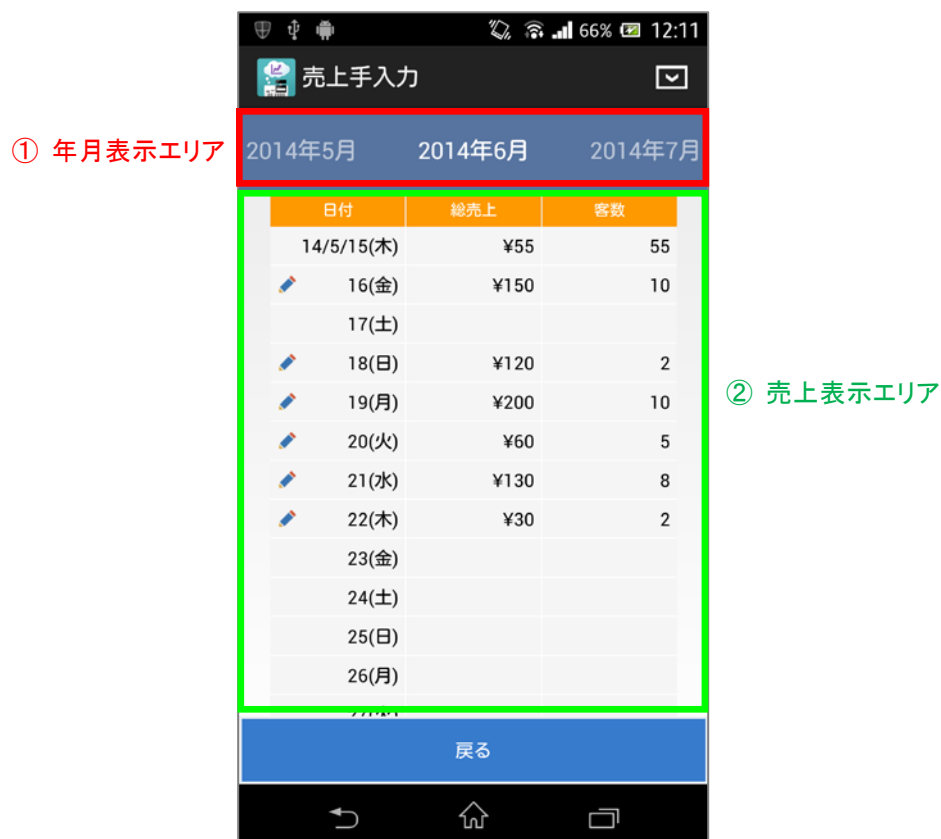 66% 12:11
売上手入力
① 年月表示エリア
2014年5月 2014年6月 2014年7月
日付 総売上 客数
14/5/15(木) ¥55 55
16(金) ¥150 10
17(土)
18(日) ¥120 2
19(月) ¥200 10
② 売上表示エリア
20(火) ¥60 5
21(水) ¥130 8
22(木) ¥30 2
23(金)
24(土)
25(日)
26(月)
戻る